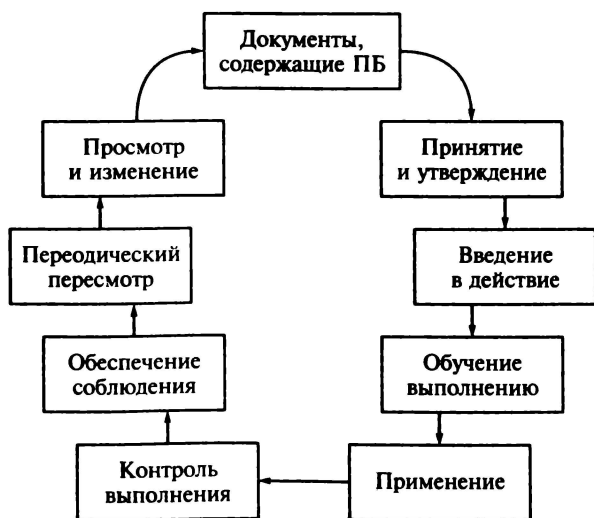 Документы,
содержащие ПБ
Принятие
и утверждение
Введение
в действие
Обучение
выполнению
Применение
Контроль
выполнения
Обеспечение
соблюдения
Переодический
пересмотр
Просмотр
и изменение